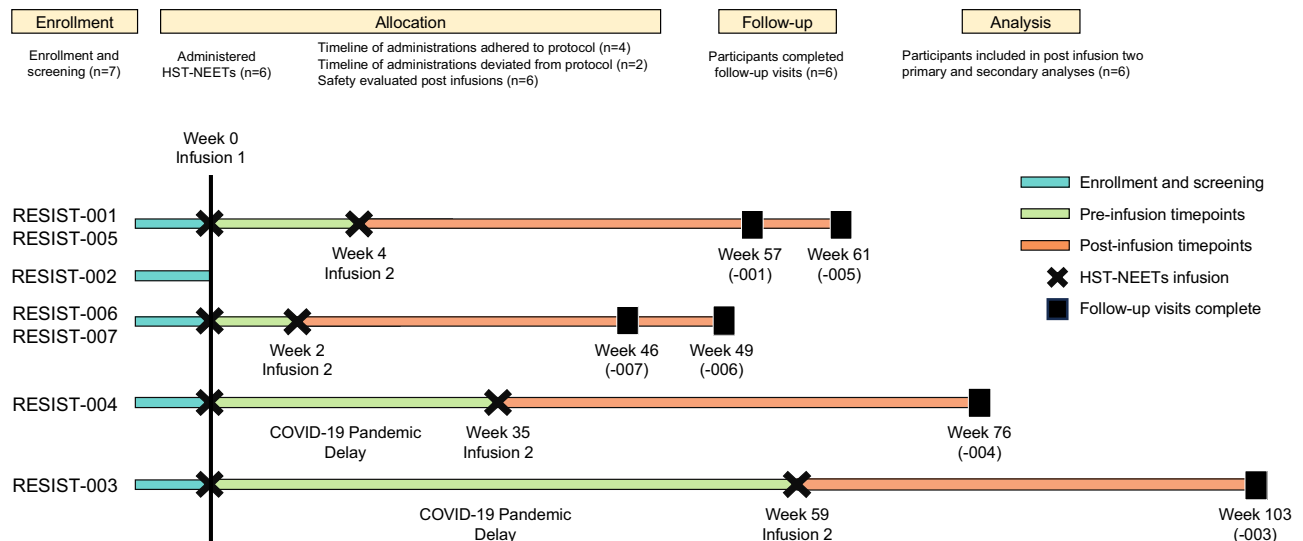 Enrollment
Allocation
Follow-up
Analysis
Enrollment and
screening (n=7)
Administered
HST-NEETs (n=6)
Timeline of administrations adhered to protocol (n=4)
Timeline of administrations deviated from protocol (n=2)
Safety evaluated post infusions (n=6)
Participants completed
follow-up visits (n=6)
Participants included in post infusion two
primary and secondary analyses (n=6)
Week 0
Infusion 1
Enrollment and screening
Pre-infusion timepoints
Post-infusion timepoints
HST-NEETs infusion
Follow-up visits complete
RESIST-001
RESIST-005
Week 4
Infusion 2
Week 57
(-001)
Week 61
(-005)
RESIST-002
RESIST-006
RESIST-007
Week 2
Infusion 2
Week 46
(-007)
Week 49
(-006)
RESIST-004
COVID-19 Pandemic
Delay
Week 35
Infusion 2
Week 76
(-004)
RESIST-003
COVID-19 Pandemic
Delay
Week 59
Infusion 2
Week 103
(-003)